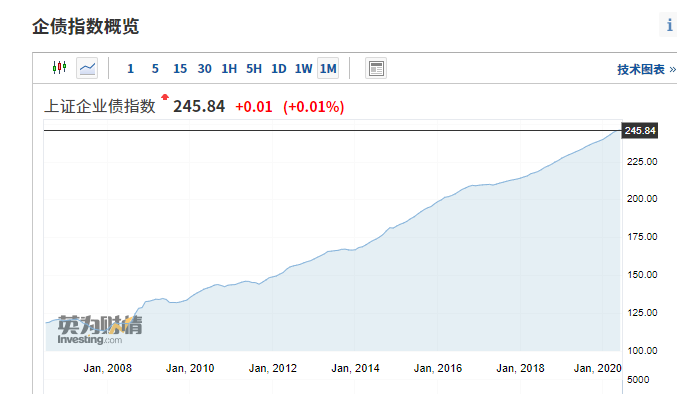 企债指数概览
1 5 15 30 1H 5H 1D 1W 1M 技术图表 »
上证企业债指数 245.84 +0.01 (+0.01%)
245.84
225.00
200.00
175.00
150.00
125.00
100.00
英为财情
Investing.com
Jan, 2008 Jan, 2010 Jan, 2012 Jan, 2014 Jan, 2016 Jan, 2018 Jan, 2020
5000